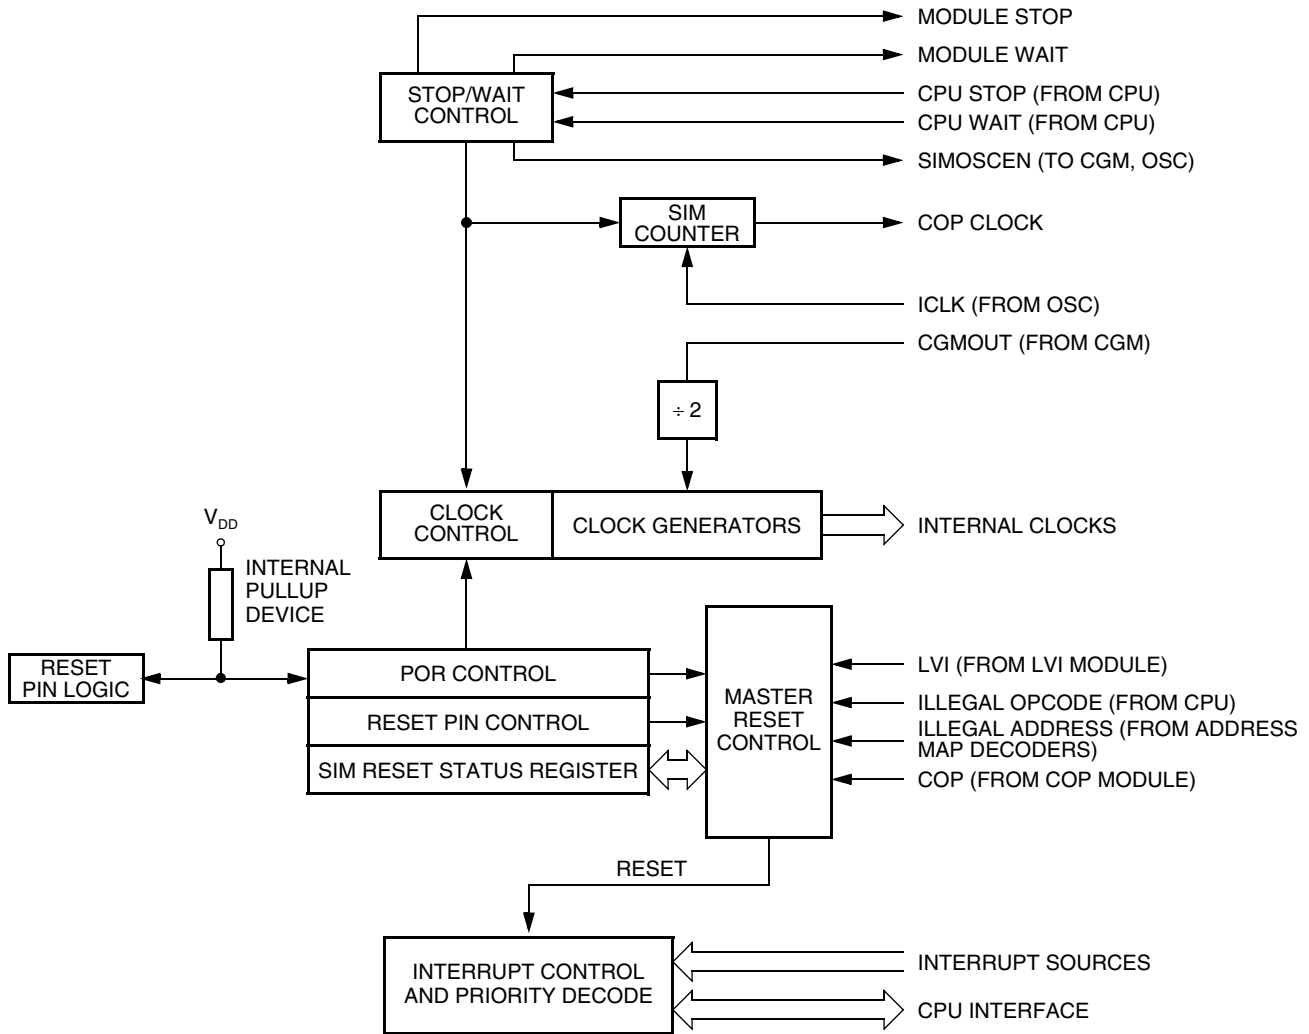 MODULE STOP
MODULE WAIT
STOP/WAIT
CONTROL
CPU STOP (FROM CPU)
CPU WAIT (FROM CPU)
SIMOSCEN (TO CGM, OSC)
SIM
COUNTER
COP CLOCK
ICLK (FROM OSC)
CGMOUT (FROM CGM)
÷ 2
CLOCK
CONTROL
CLOCK GENERATORS
INTERNAL CLOCKS
VDD
INTERNAL
PULLUP
DEVICE
RESET
PIN LOGIC
POR CONTROL
RESET PIN CONTROL
SIM RESET STATUS REGISTER
MASTER
RESET
CONTROL
LVI (FROM LVI MODULE)
ILLEGAL OPCODE (FROM CPU)
ILLEGAL ADDRESS (FROM ADDRESS
MAP DECODERS)
COP (FROM COP MODULE)
RESET
INTERRUPT CONTROL
AND PRIORITY DECODE
INTERRUPT SOURCES
CPU INTERFACE